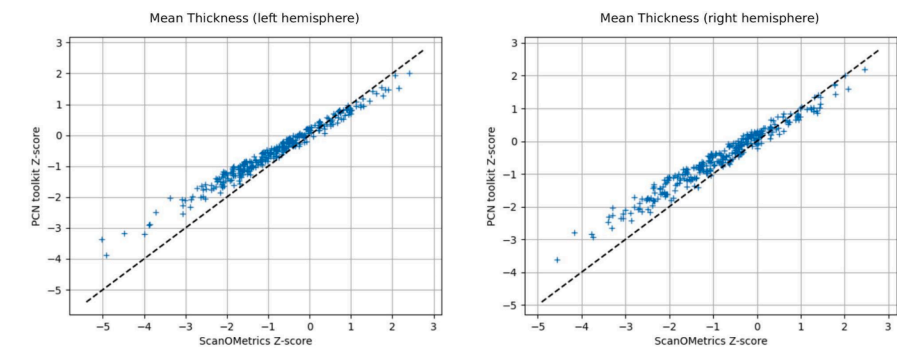 Mean Thickness (left hemisphere)
3
2
1
0
−1
−2
−3
−4
−5
PCN toolkit Z-score
−5 −4 −3 −2 −1 0 1 2 3
ScanOMetrics Z-score
Mean Thickness (right hemisphere)
3
2
1
0
−1
−2
−3
−4
−5
PCN toolkit Z-score
−5 −4 −3 −2 −1 0 1 2 3
ScanOMetrics Z-score